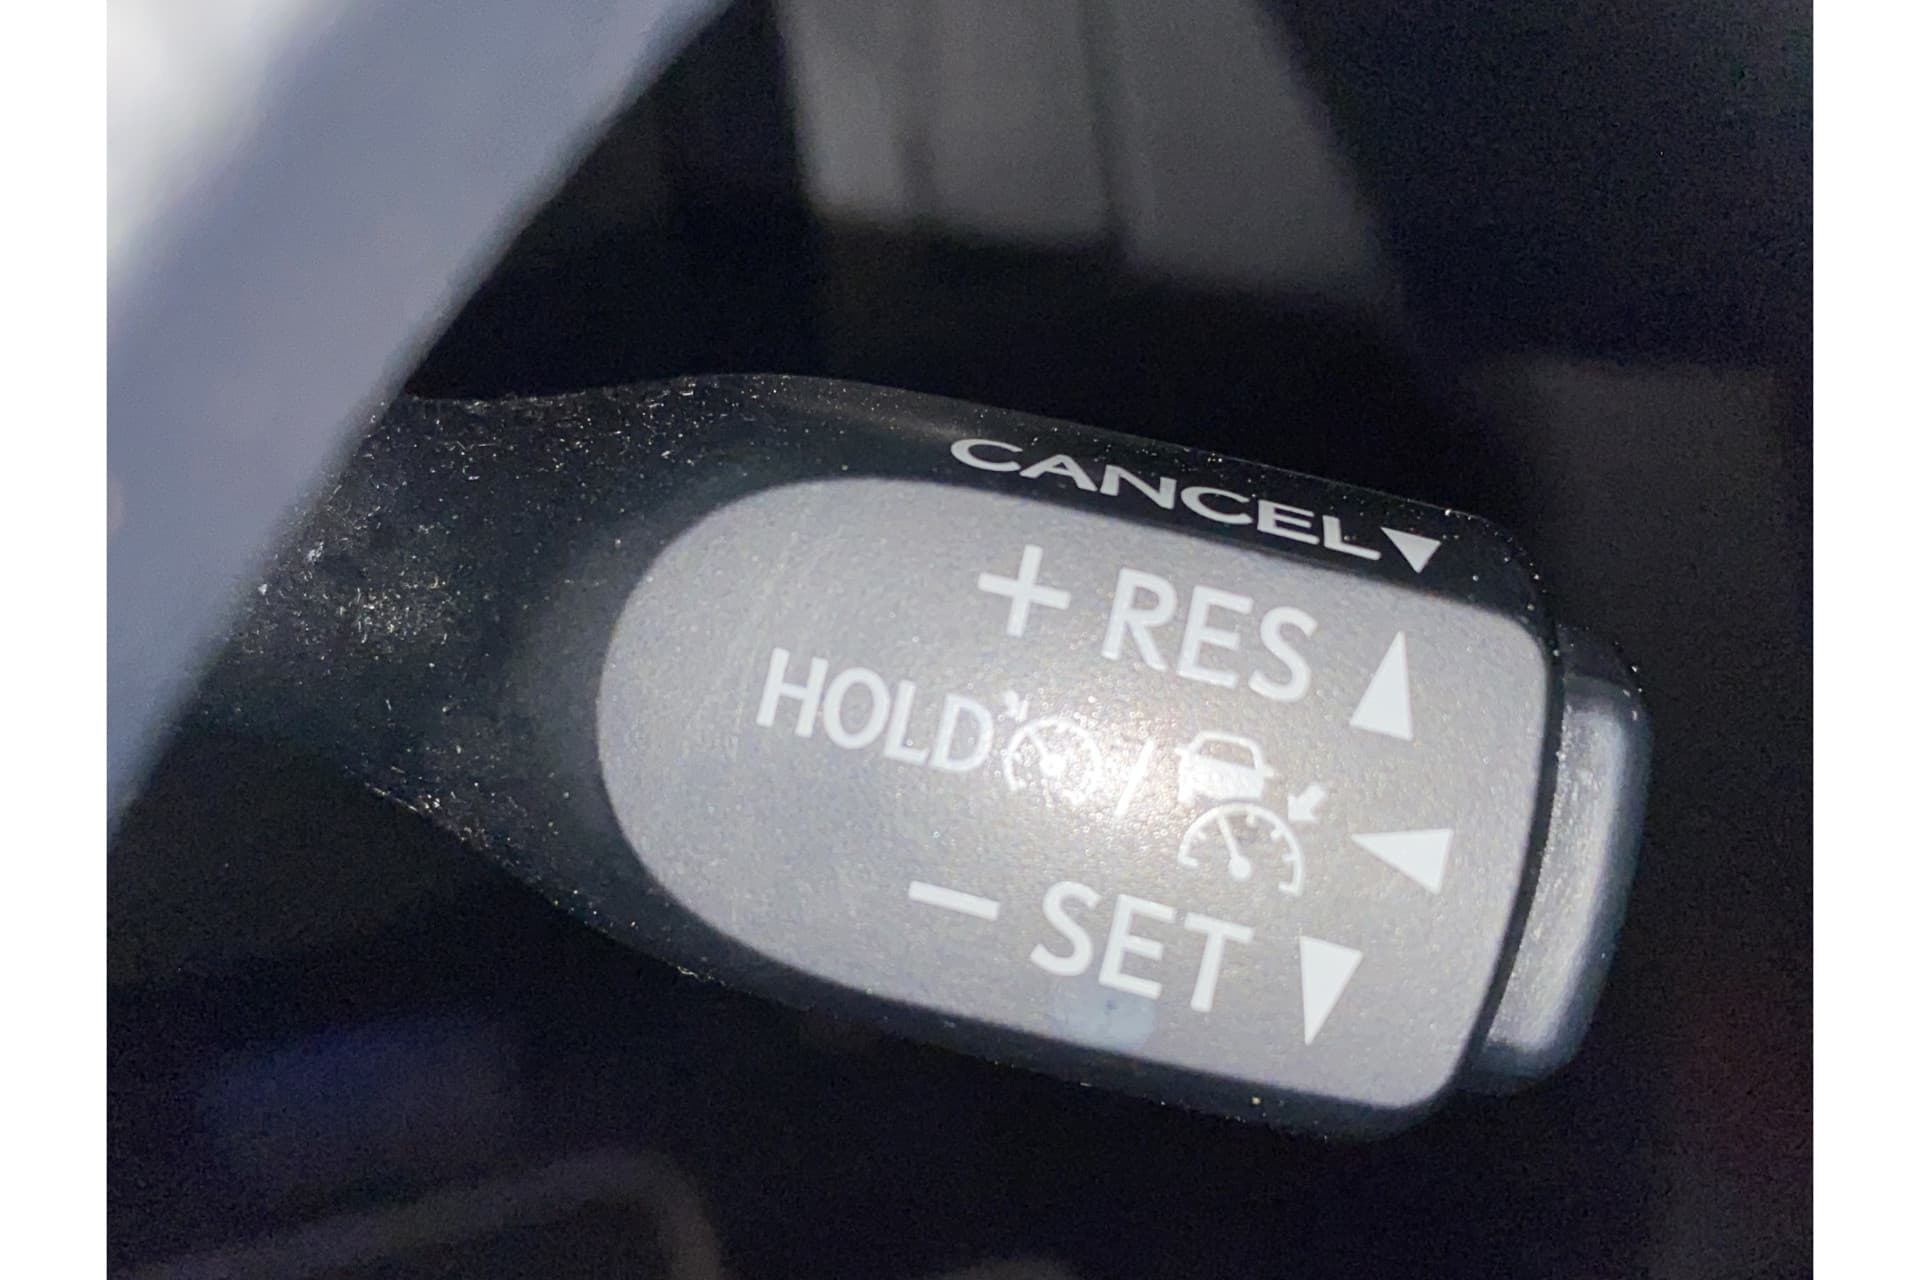 CANCEL▼
+ RES ▲
HOLD / ◀
− SET ▼